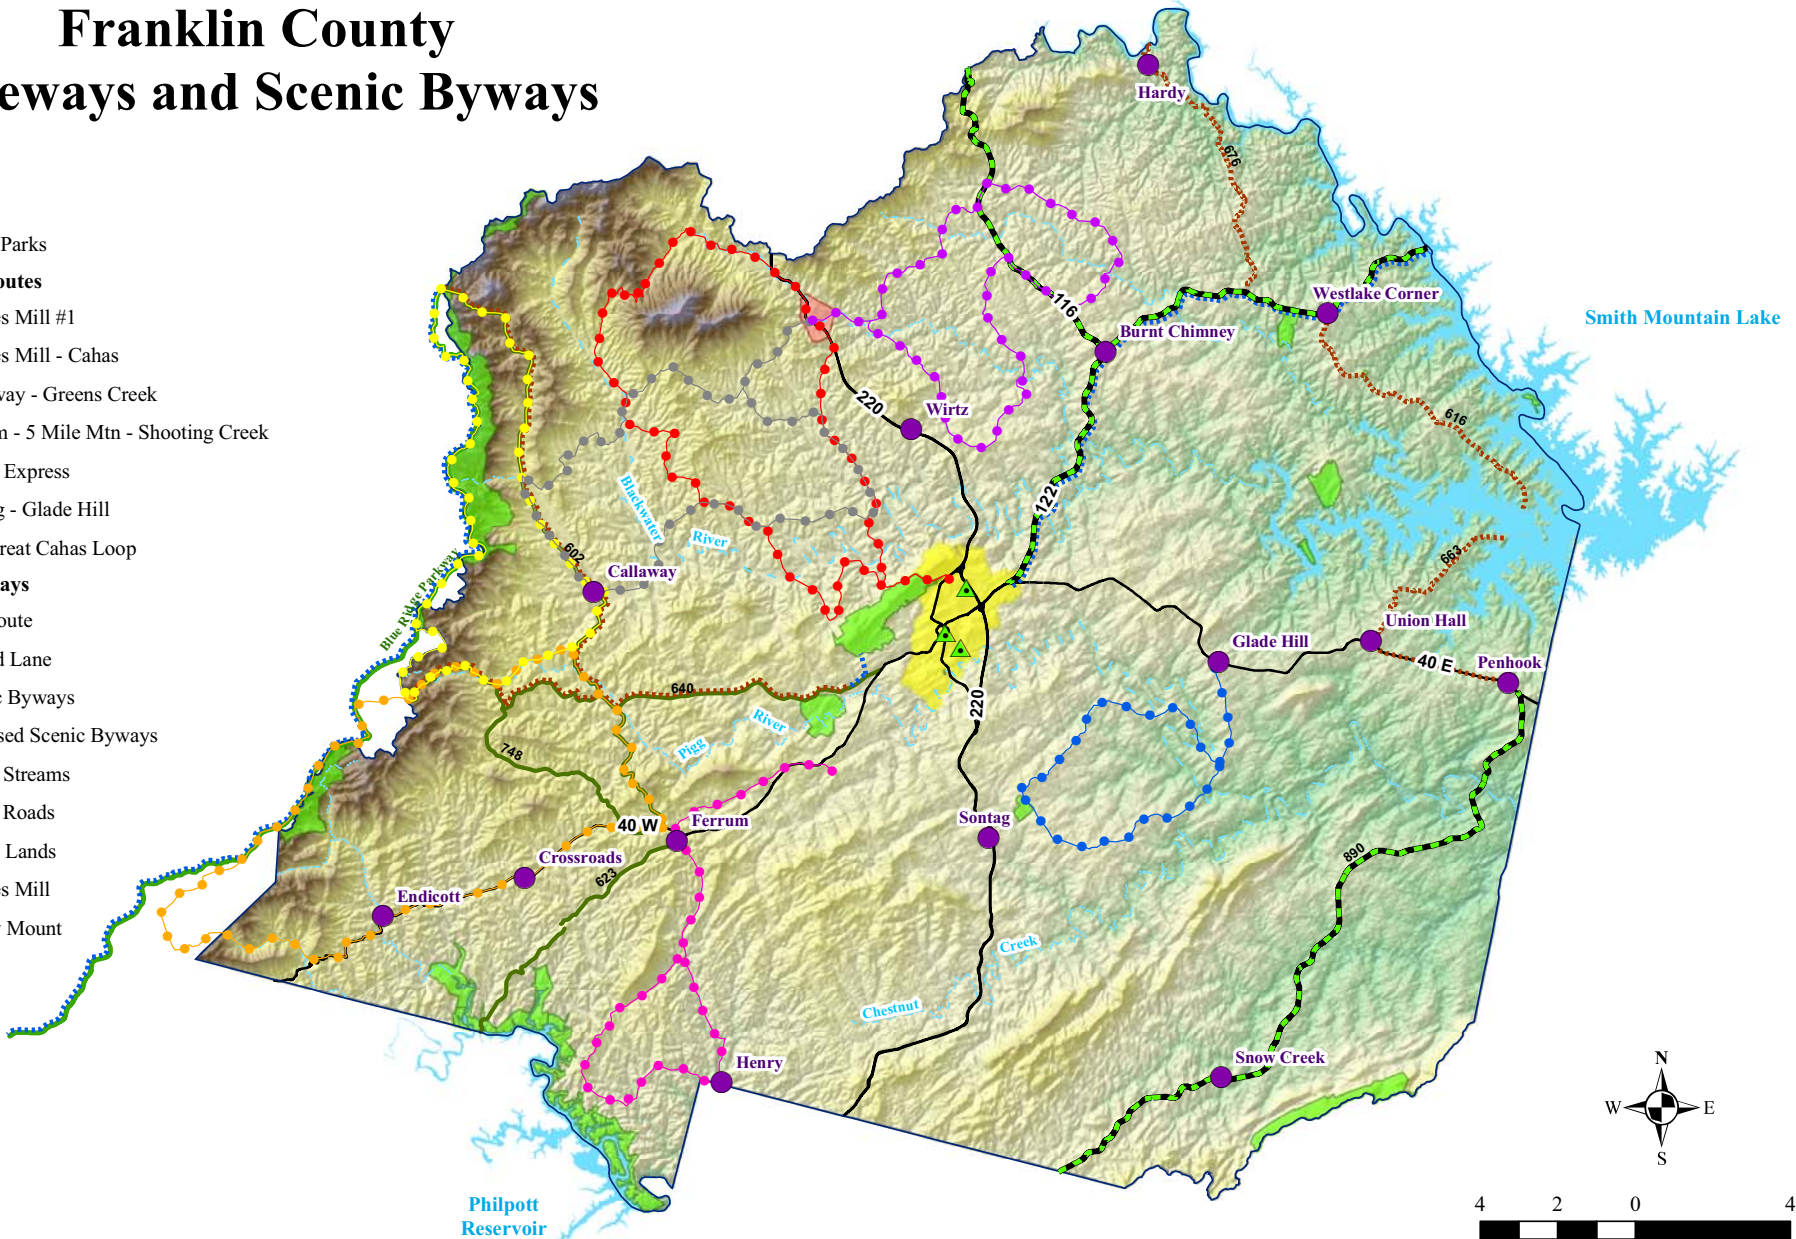 Franklin County
eways and Scenic Byways
Parks
outes
es Mill #1
es Mill - Cahas
way - Greens Creek
n - 5 Mile Mtn - Shooting Creek
Express
g - Glade Hill
reat Cahas Loop
ays
oute
d Lane
c Byways
sed Scenic Byways
Streams
Roads
Lands
es Mill
y Mount
Hardy
676
Westlake Corner
116
Burnt Chimney
Smith Mountain Lake
220
Wirtz
616
122
Blackwater
River
602
Callaway
Blue Ridge Parkway
663
Union Hall
Glade Hill
40 E
Penhook
640
220
River
Pigg
748
Ferrum
40 W
Sontag
Crossroads
623
890
Endicott
Creek
Chestnut
Henry
Snow Creek
Philpott
Reservoir
N
W
E
S
4
2
0
4